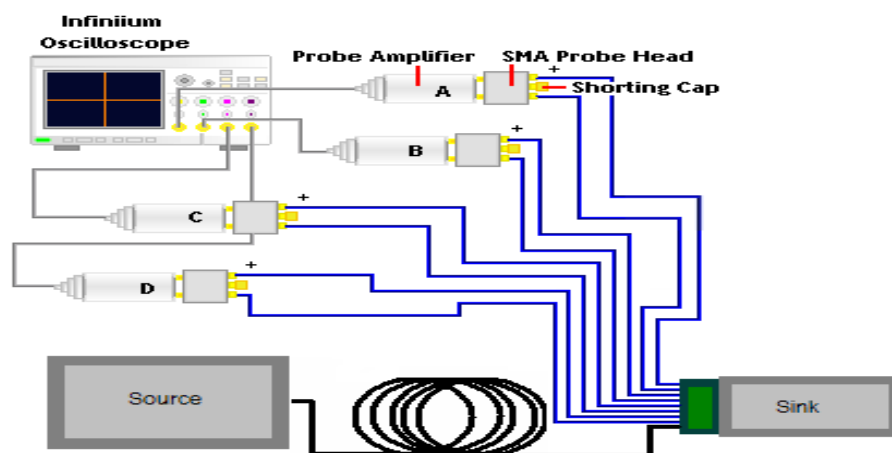 Infiniium
Oscilloscope
Probe Amplifier
SMA Probe Head
+
Shorting Cap
A
+
B
+
C
+
D
Source
Sink